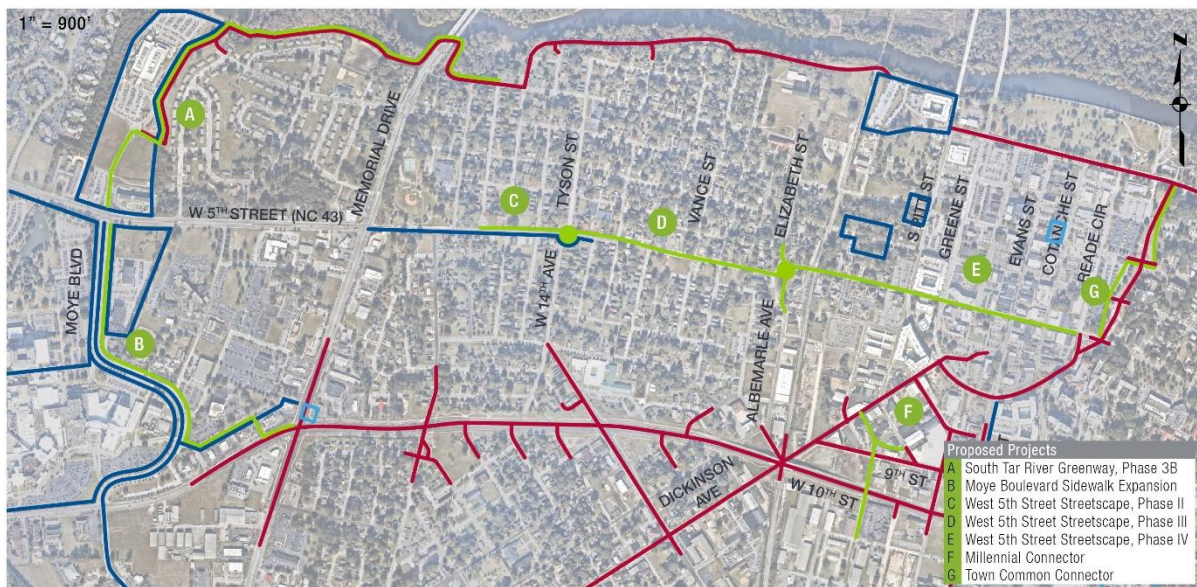 1” = 900’
Z
MOYE BLVD
W 5TH STREET (NC 43)
MEMORIAL DRIVE
W 14TH AVE
TYSON ST
VANCE ST
ALBEMARLE AVE
ELIZABETH ST
S PITT ST
GREENE ST
EVANS ST
COTANCHE ST
READE CIR
DICKINSON
AVE
W 10TH ST
9TH ST
A
B
C
D
E
F
G
Proposed Projects
A South Tar River Greenway, Phase 3B
B Moye Boulevard Sidewalk Expansion
C West 5th Street Streetscape, Phase II
D West 5th Street Streetscape, Phase III
E West 5th Street Streetscape, Phase IV
F Millennial Connector
G Town Common Connector